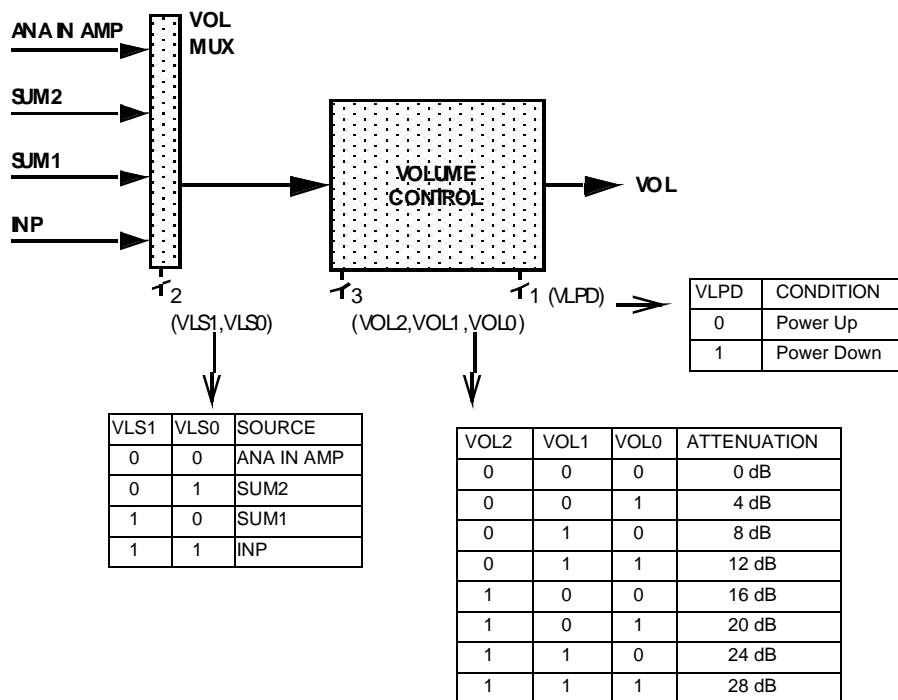 ANA IN AMP
VOL
MUX
SUM2
SUM1
INP
VOLUME
CONTROL
VOL
2
3
1 (VLPD)
(VLS1,VLS0)
(VOL2,VOL1,VOL0)
VLPD CONDITION
0 Power Up
1 Power Down
VLS1 VLS0 SOURCE
0 0 ANA IN AMP
0 1 SUM2
1 0 SUM1
1 1 INP
VOL2 VOL1 VOL0 ATTENUATION
0 0 0 0 dB
0 0 1 4 dB
0 1 0 8 dB
0 1 1 12 dB
1 0 0 16 dB
1 0 1 20 dB
1 1 0 24 dB
1 1 1 28 dB